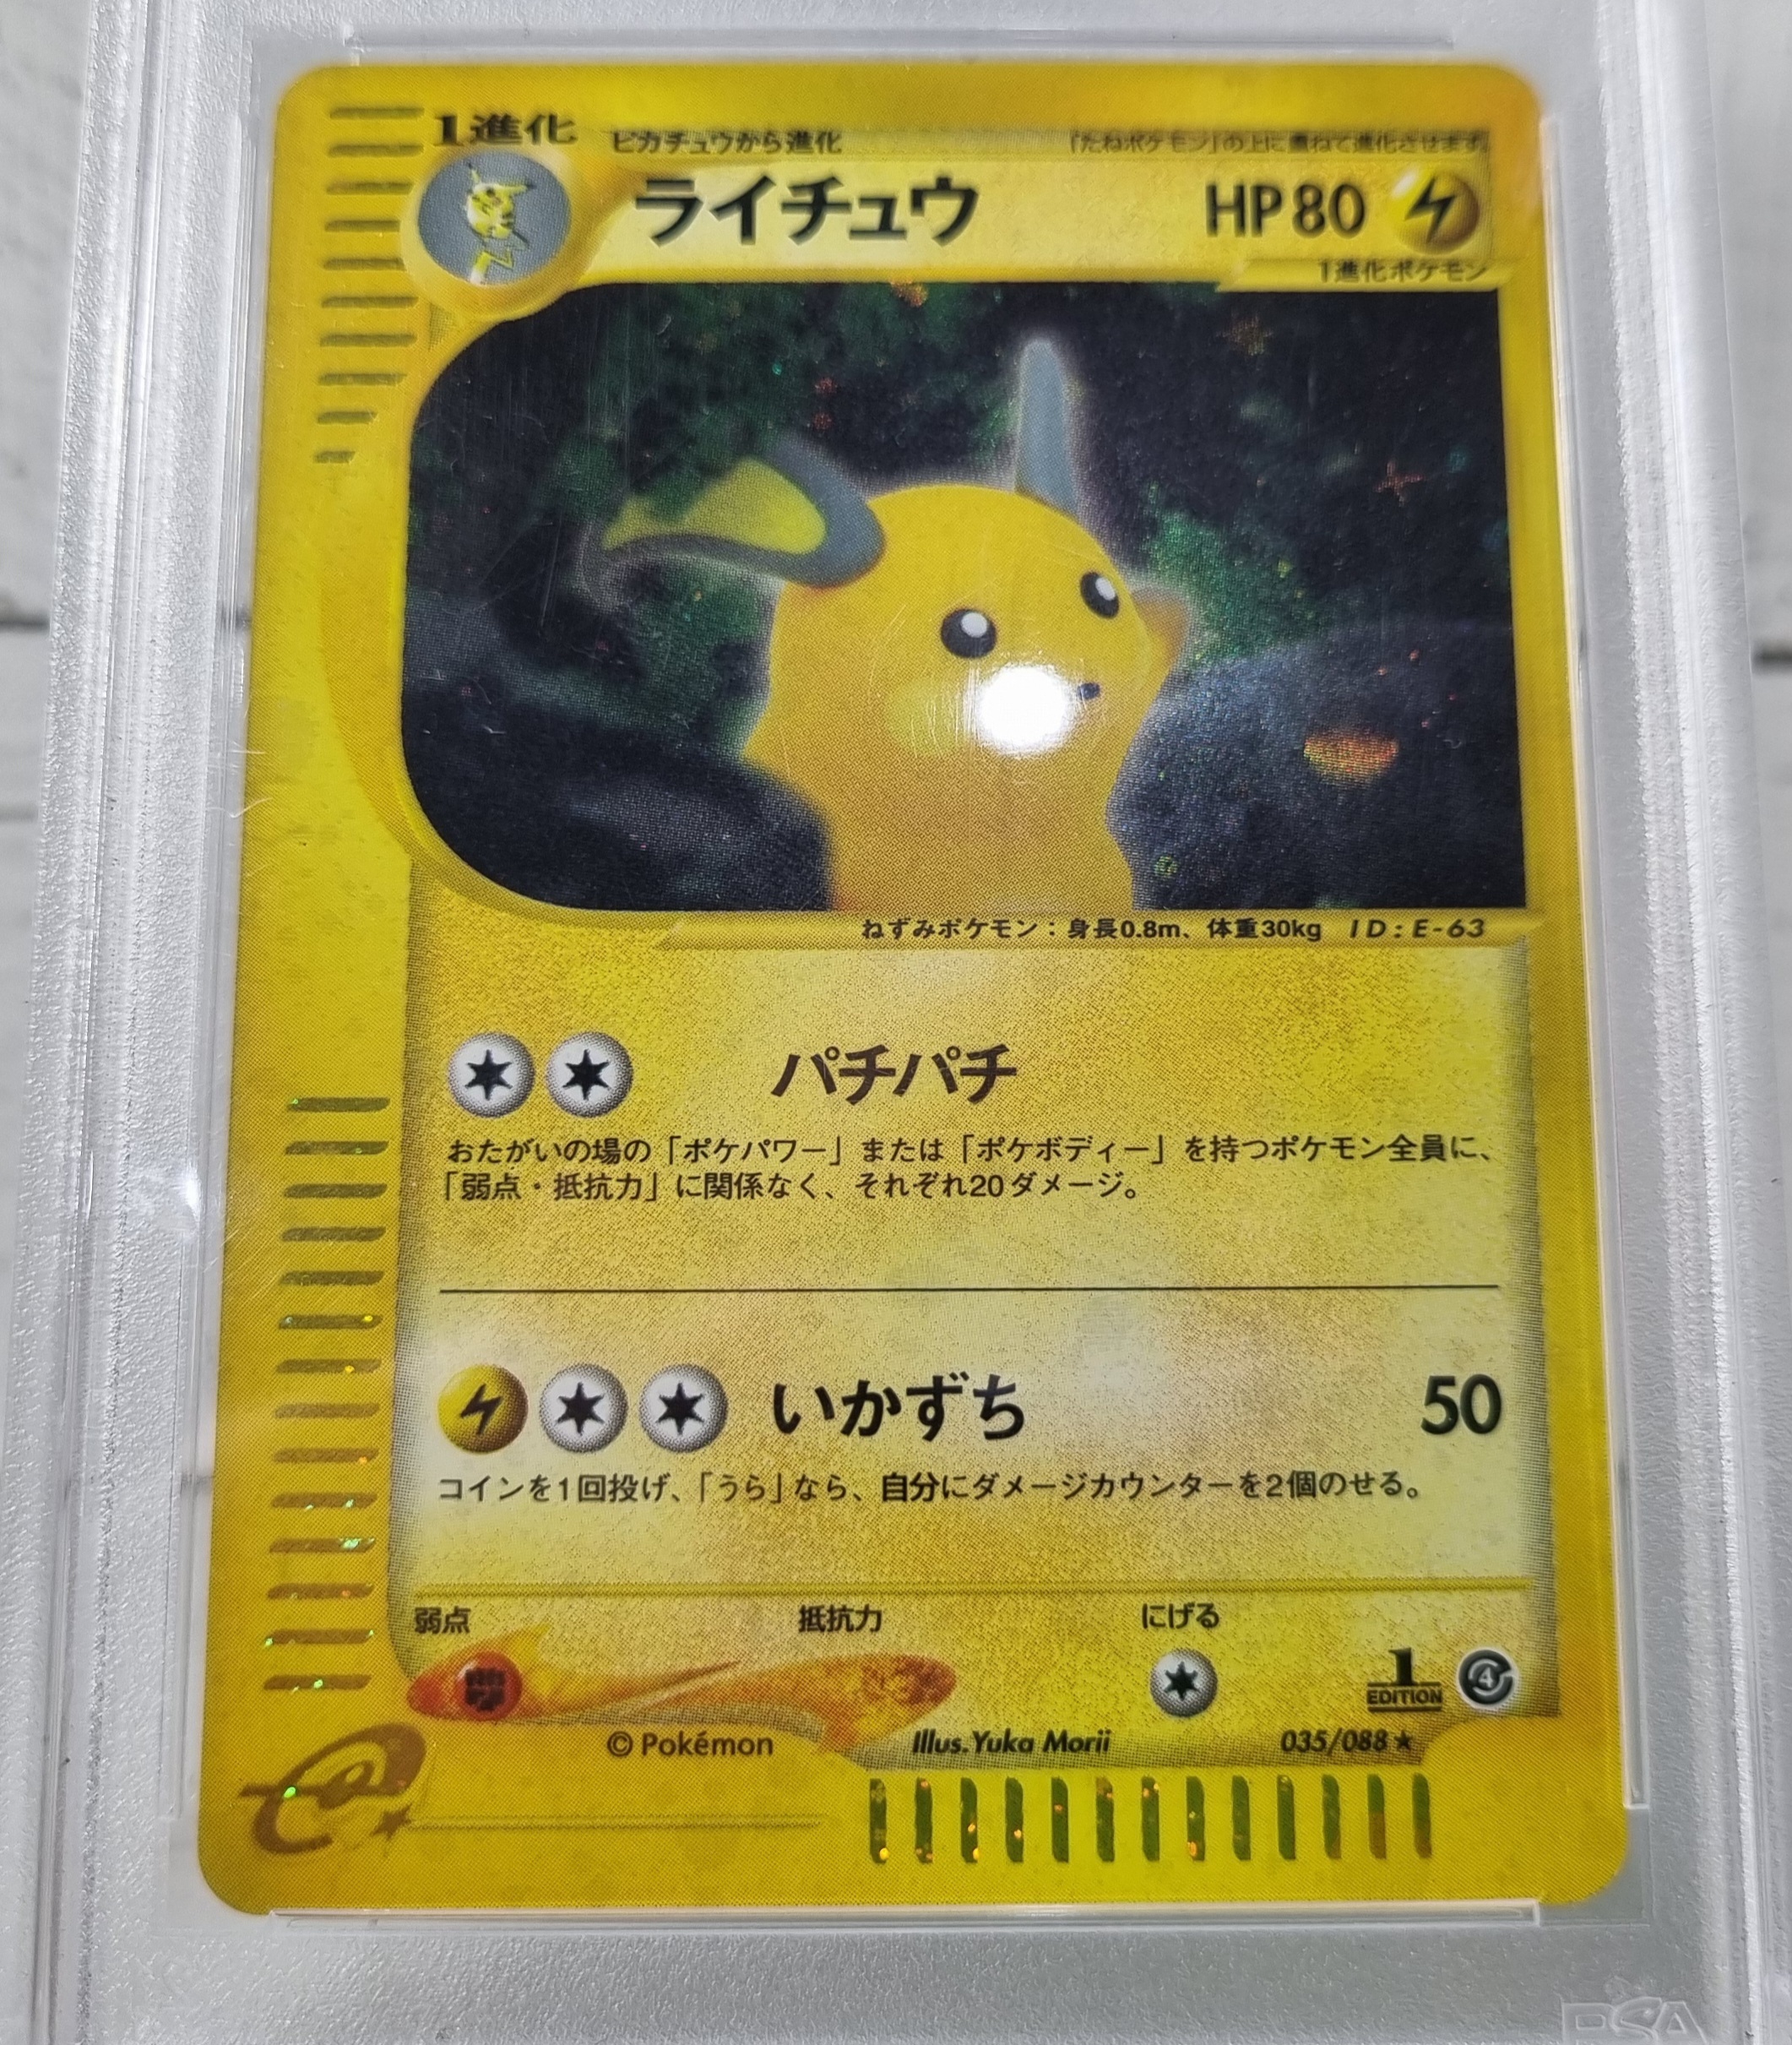 1進化
ピカチュウから進化 「たねポケモン」の上に重ねて進化させます。
ライチュウ HP80
1進化ポケモン
ねずみポケモン：身長0.8m、体重30kg ID:E-63
パチパチ
おたがいの場の「ポケパワー」または「ポケボディー」を持つポケモン全員に、
「弱点・抵抗力」に関係なく、それぞれ20ダメージ。
いかずち 50
コインを1回投げ、「うら」なら、自分にダメージカウンターを2個のせる。
弱点 抵抗力 にげる
1
EDITION
4
© Pokémon Illus.Yuka Morii 035/088★
e
PSA